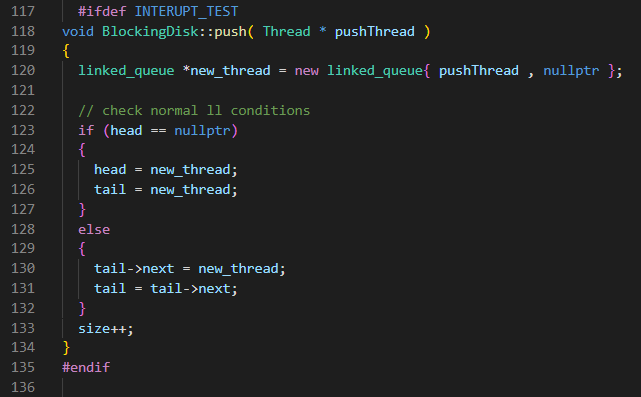 117 #ifdef INTERUPT_TEST
118 void BlockingDisk::push( Thread * pushThread )
119 {
120 linked_queue *new_thread = new linked_queue{ pushThread , nullptr };
121
122 // check normal ll conditions
123 if (head == nullptr)
124 {
125 head = new_thread;
126 tail = new_thread;
127 }
128 else
129 {
130 tail->next = new_thread;
131 tail = tail->next;
132 }
133 size++;
134 }
135 #endif
136